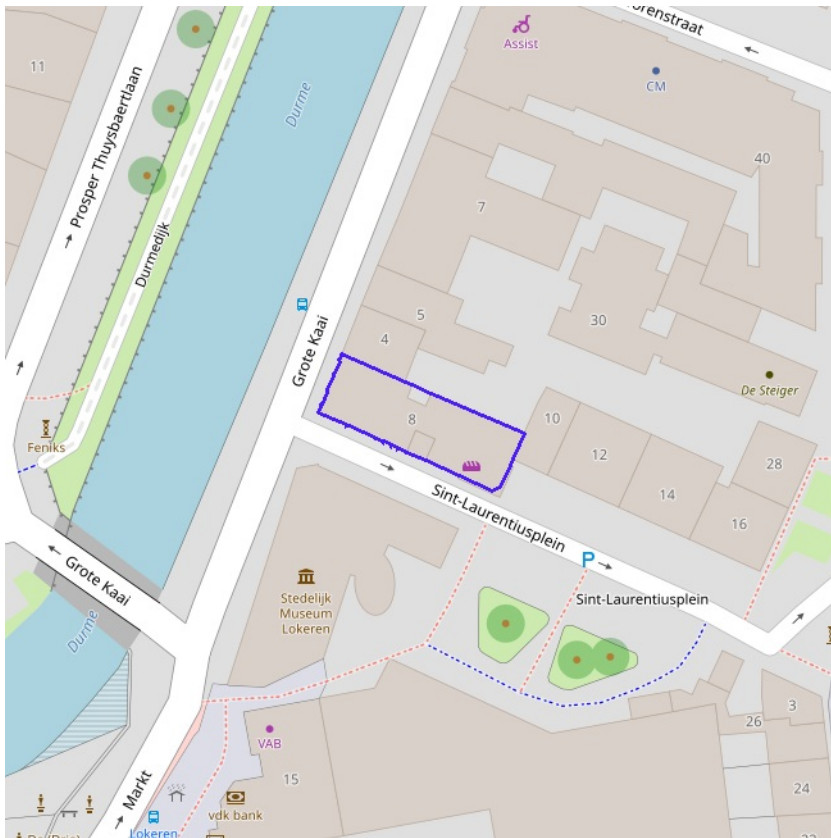 orenstraat
Assist
CM
11
40
Durme
Prosper Thuysbaertlaan
Durmedijk
7
5
30
4
Grote Kaai
De Steiger
8
10
12
Feniks
28
14
16
Sint-Laurentiusplein
P
Grote Kaai
Stedelijk
Museum
Lokeren
Sint-Laurentiusplein
Durme
3
26
VAB
15
24
Markt
vdk bank
Lokeren